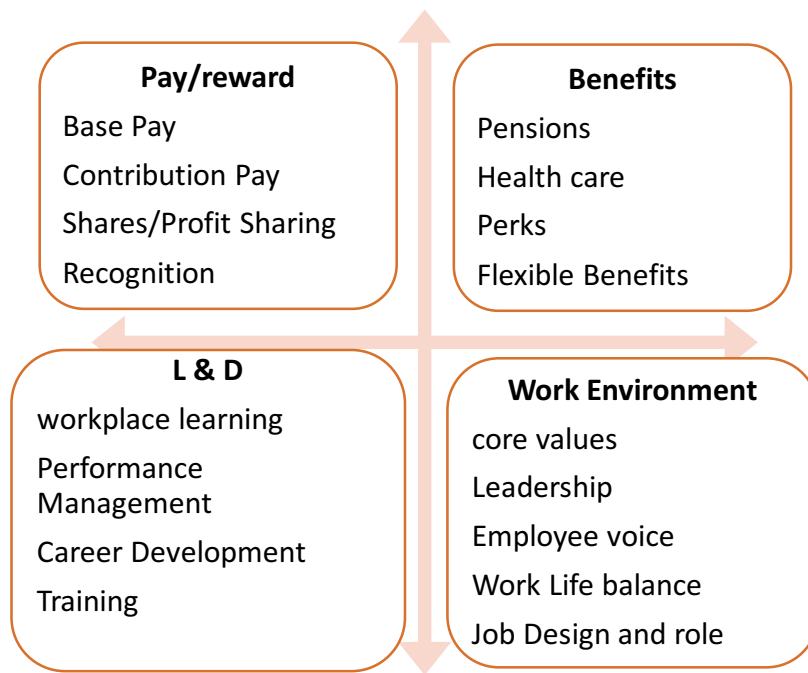 Pay/reward
Base Pay
Contribution Pay
Shares/Profit Sharing
Recognition
Benefits
Pensions
Health care
Perks
Flexible Benefits
L & D
workplace learning
Performance
Management
Career Development
Training
Work Environment
core values
Leadership
Employee voice
Work Life balance
Job Design and role